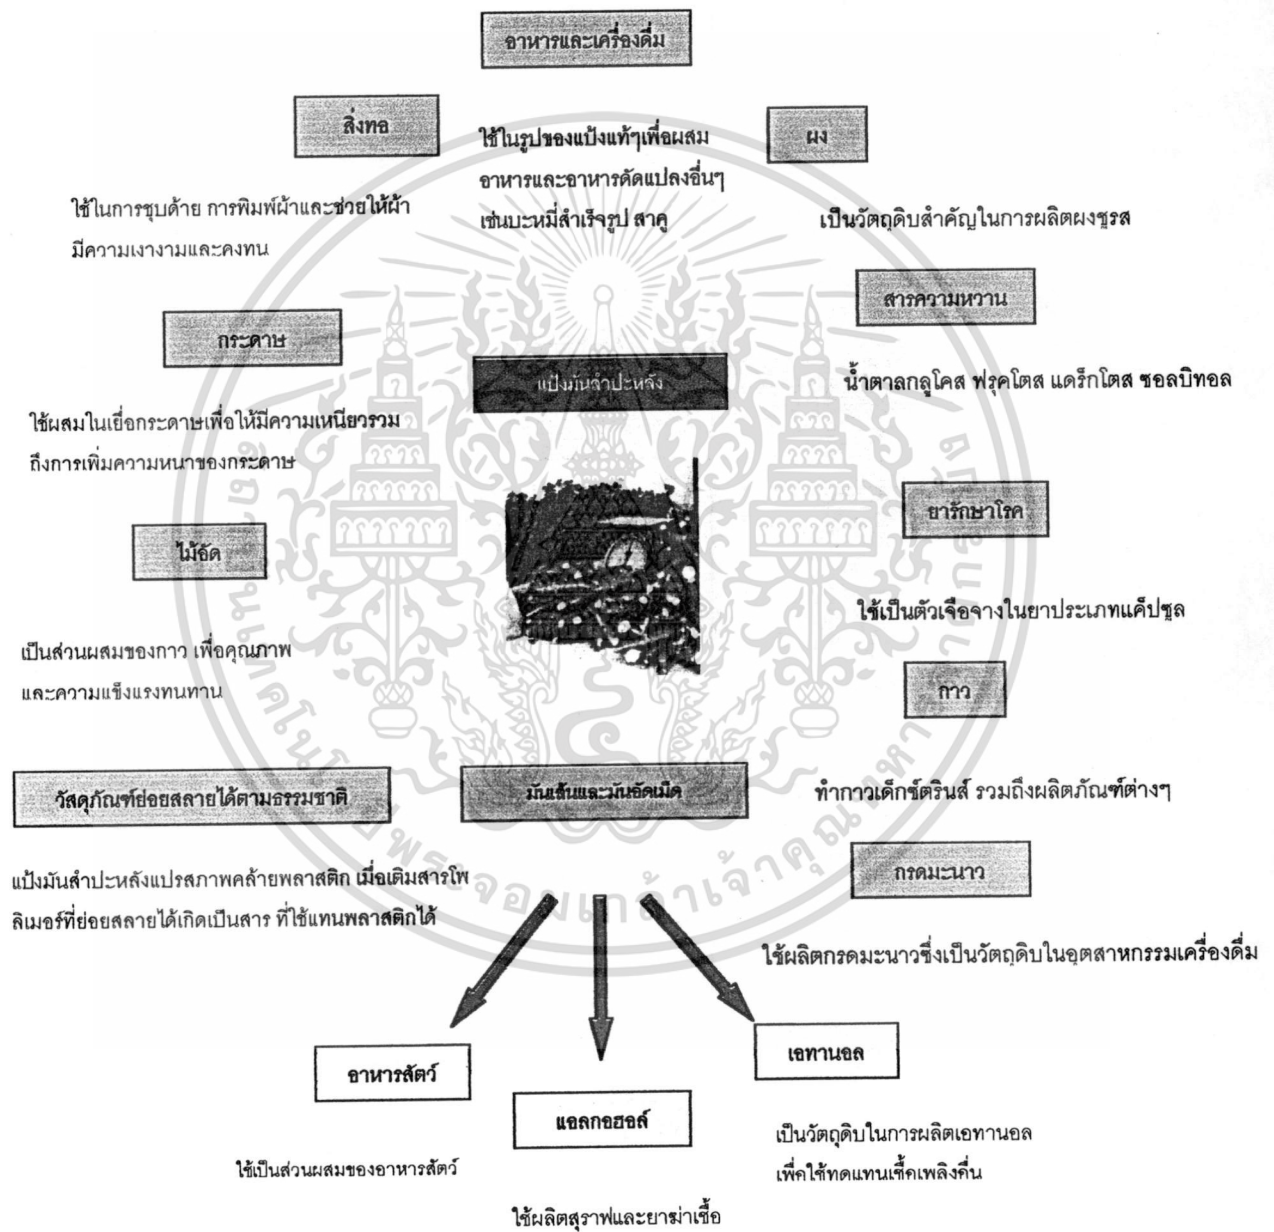 อาหารและเครื่องดื่ม
สิ่งทอ
ใช้ในการชุบด้าย การพิมพ์ผ้าและช่วยให้ผ้า
มีความเงางามและคงทน
ใช้ในรูปของแป้งแท้ๆเพื่อผสม
อาหารและอาหารดัดแปลงอื่นๆ
เช่นบะหมี่สำเร็จรูป สาคู
ผง
เป็นวัตถุดิบสำคัญในการผลิตผงชูรส
สารความหวาน
น้ำตาลกลูโคส ฟรุคโตส แดร็กโตส ซอลบิทอล
กระดาษ
ใช้ผสมในเยื่อกระดาษเพื่อให้มีความเหนียวรวม
ถึงการเพิ่มความหนาของกระดาษ
แป้งมันสำปะหลัง
ยารักษาโรค
ใช้เป็นตัวเจือจางในยาประเภทแค็ปซูล
ไม้อัด
เป็นส่วนผสมของกาว เพื่อคุณภาพ
และความแข็งแรงทนทาน
กาว
ทำกาวเด็กซ์ตรินส์ รวมถึงผลิตภัณฑ์ต่างๆ
วัสดุภัณฑ์ย่อยสลายได้ตามธรรมชาติ
แป้งมันสำปะหลังแปรสภาพคล้ายพลาสติก เมื่อเติมสารโพ
ลิเมอร์ที่ย่อยสลายได้เกิดเป็นสาร ที่ใช้แทนพลาสติกได้
มันเส้นและมันอัดเม็ด
กรดมะนาว
ใช้ผลิตกรดมะนาวซึ่งเป็นวัตถุดิบในอุตสาหกรรมเครื่องดื่ม
อาหารสัตว์
ใช้เป็นส่วนผสมของอาหารสัตว์
แอลกอฮอล์
ใช้ผลิตสุราฟและยาฆ่าเชื้อ
เอทานอล
เป็นวัตถุดิบในการผลิตเอทานอล
เพื่อใช้ทดแทนเชื้อเพลิงอื่น